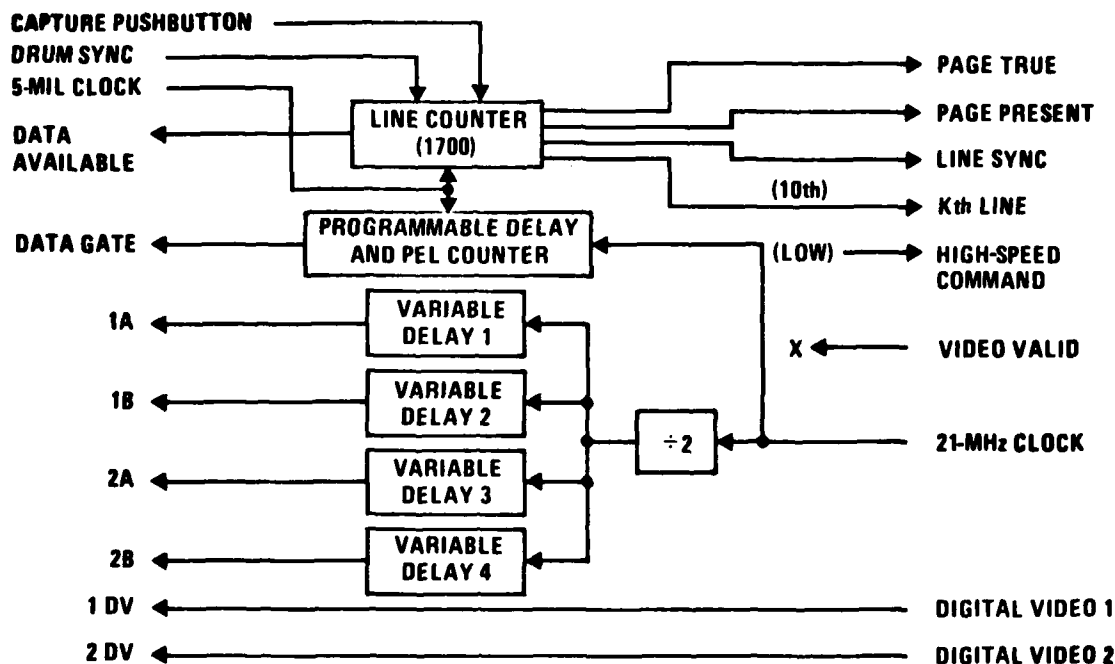 CAPTURE PUSHBUTTON
DRUM SYNC
5-MIL CLOCK
DATA
AVAILABLE
LINE COUNTER
(1700)
PAGE TRUE
PAGE PRESENT
LINE SYNC
(10th)
Kth LINE
DATA GATE
PROGRAMMABLE DELAY
AND PEL COUNTER
(LOW)
HIGH-SPEED
COMMAND
1A
VARIABLE
DELAY 1
X
VIDEO VALID
1B
VARIABLE
DELAY 2
÷2
21-MHz CLOCK
2A
VARIABLE
DELAY 3
2B
VARIABLE
DELAY 4
1 DV
DIGITAL VIDEO 1
2 DV
DIGITAL VIDEO 2